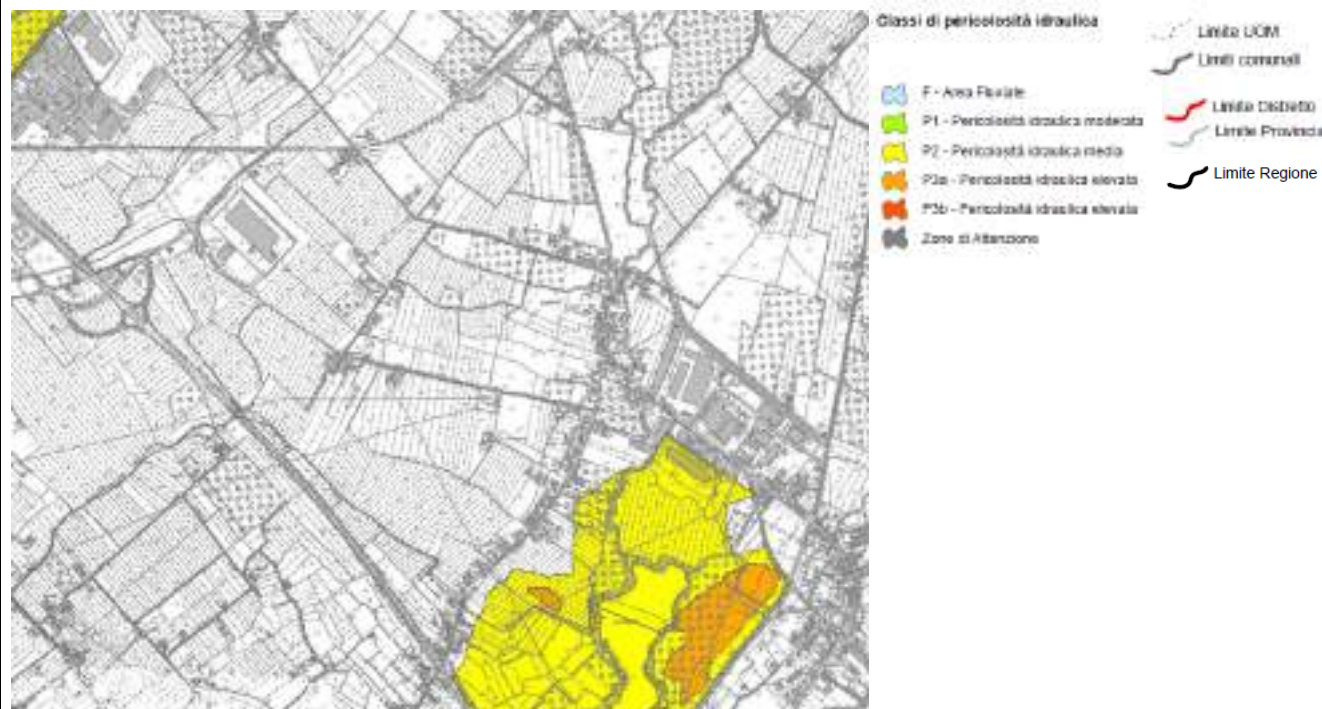 Classi di pericolosità idraulica
F - Area Fluviale
P1 - Pericolosità idraulica moderata
P2 - Pericolosità idraulica media
P3a - Pericolosità idraulica elevata
P3b - Pericolosità idraulica elevata
Zone di Attenzione
Limite UOM
Limiti comunali
Limite Distretto
Limite Provincia
Limite Regione